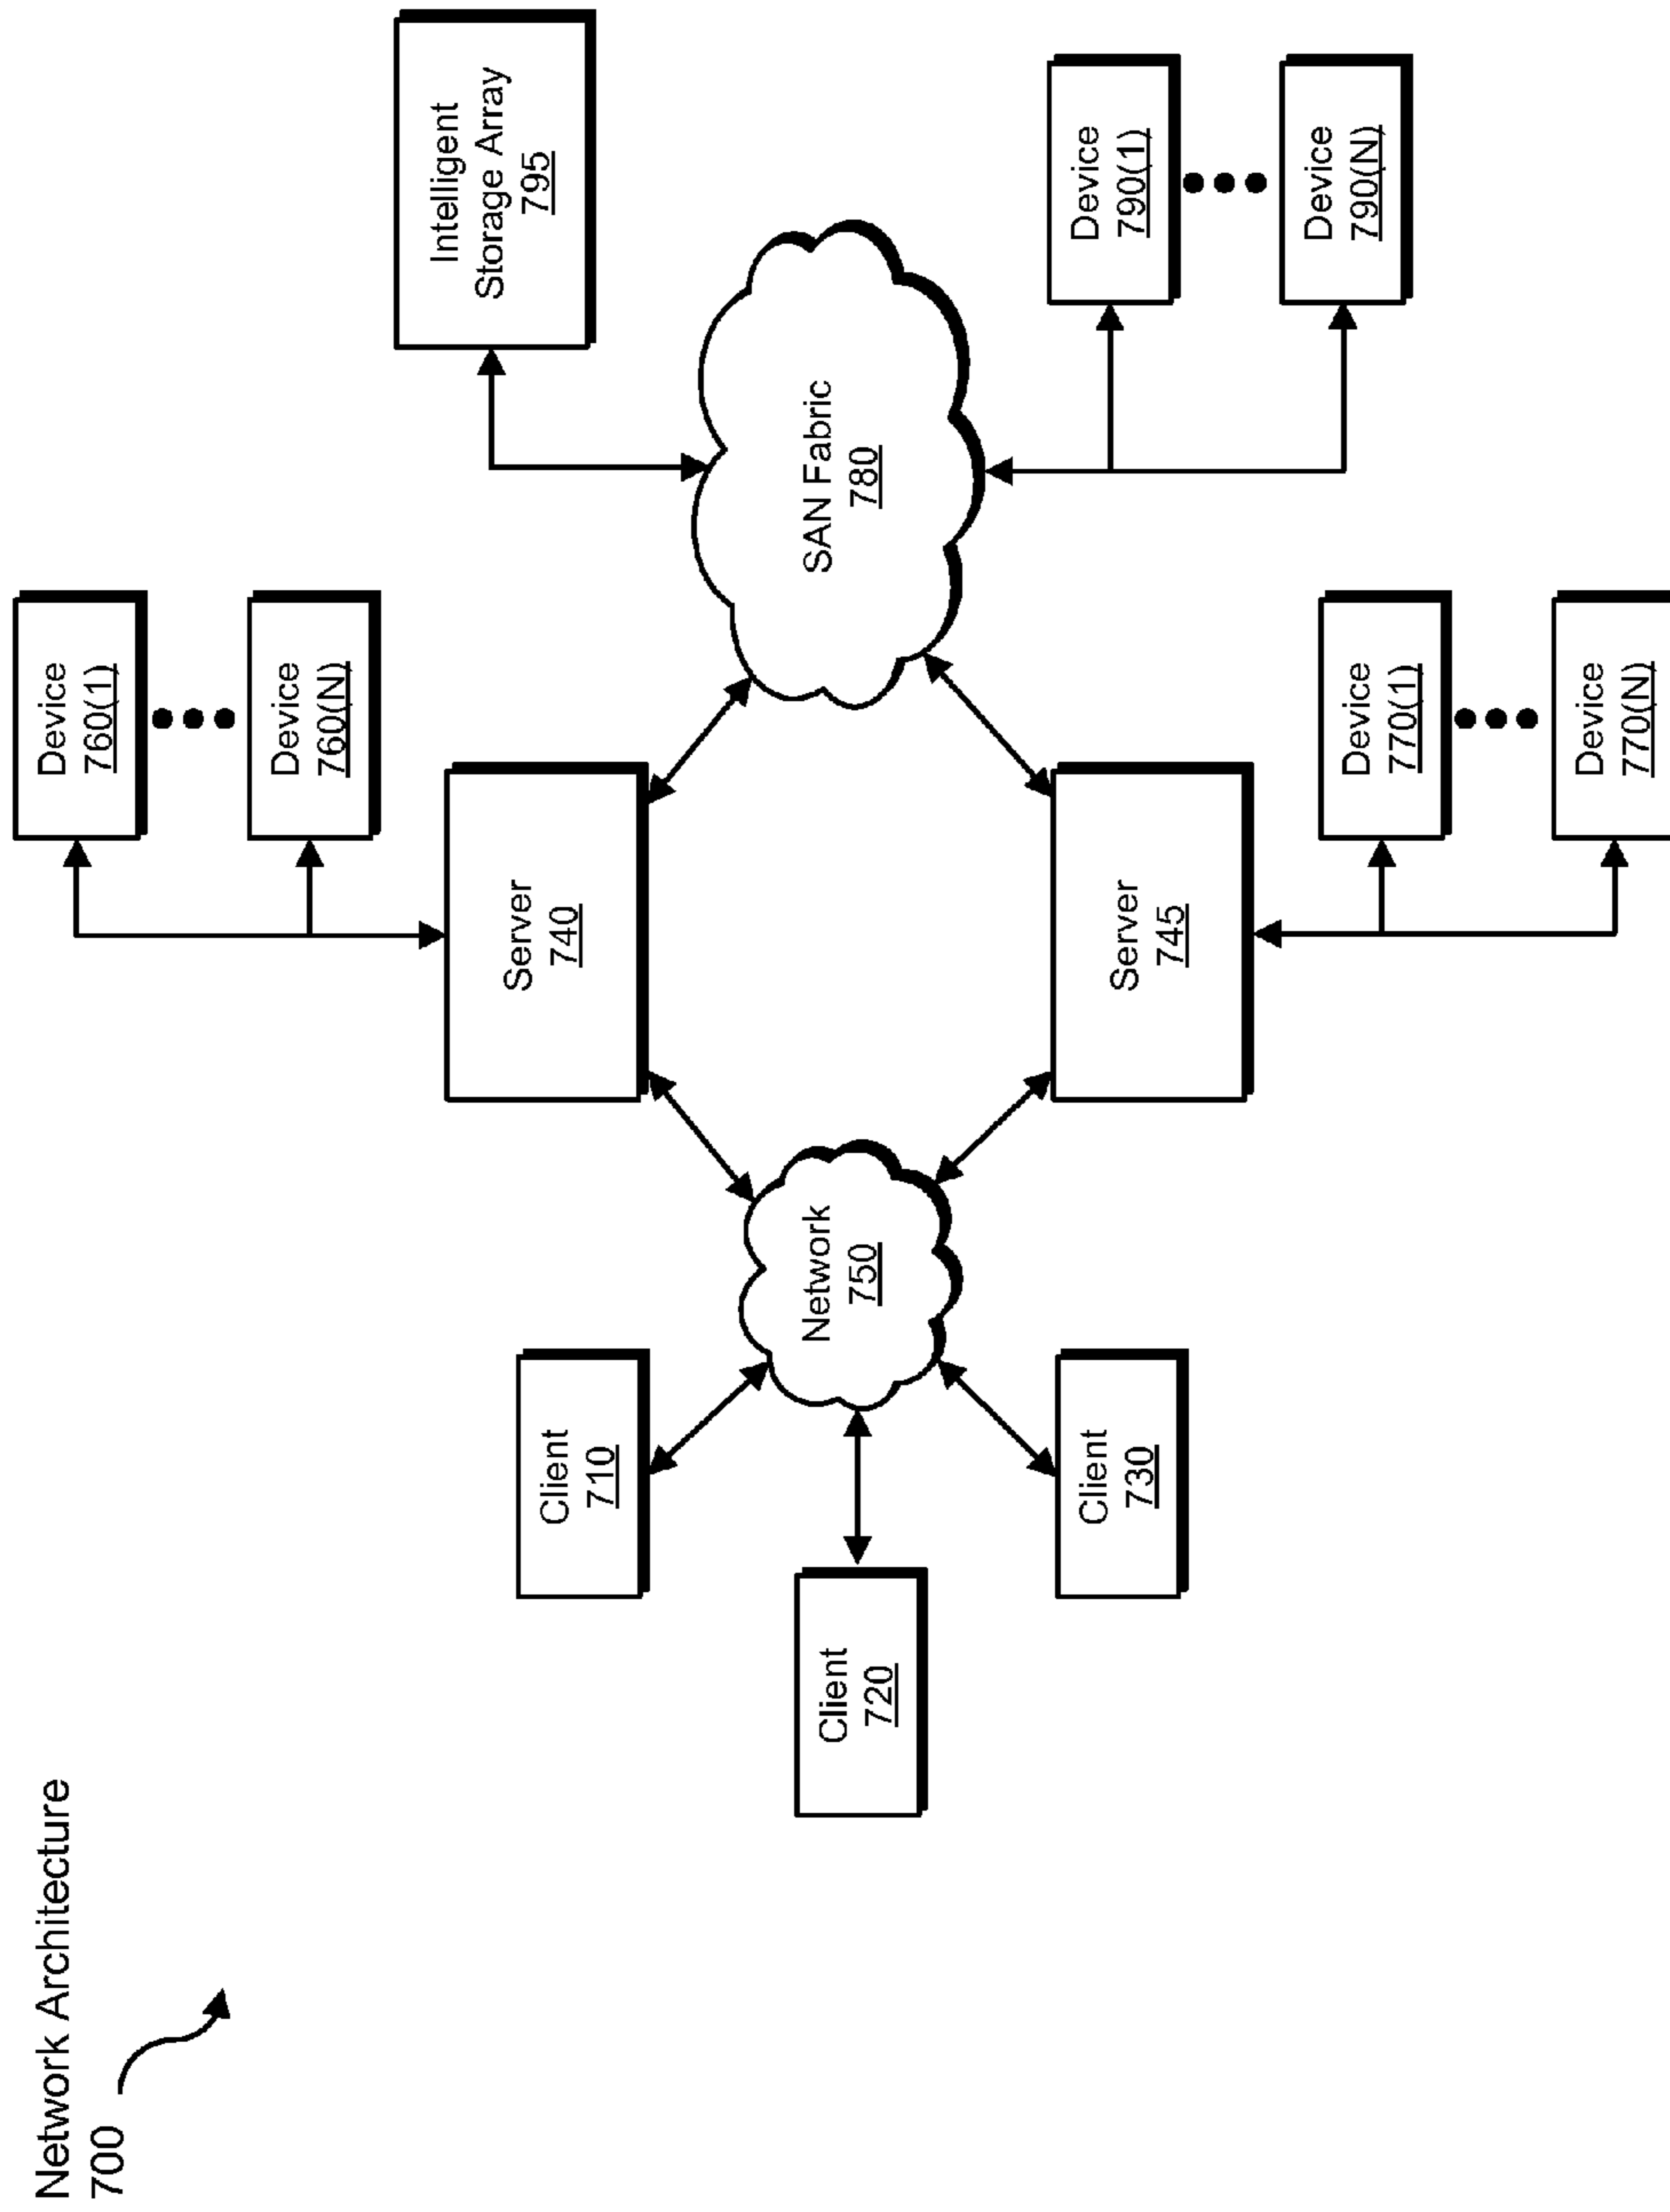 Network Architecture
700
Client
710
Client
720
Client
730
Network
750
Device
760(1)
Device
760(N)
Server
740
Server
745
Device
770(1)
Device
770(N)
SAN Fabric
780
Intelligent
Storage Array
795
Device
790(1)
Device
790(N)